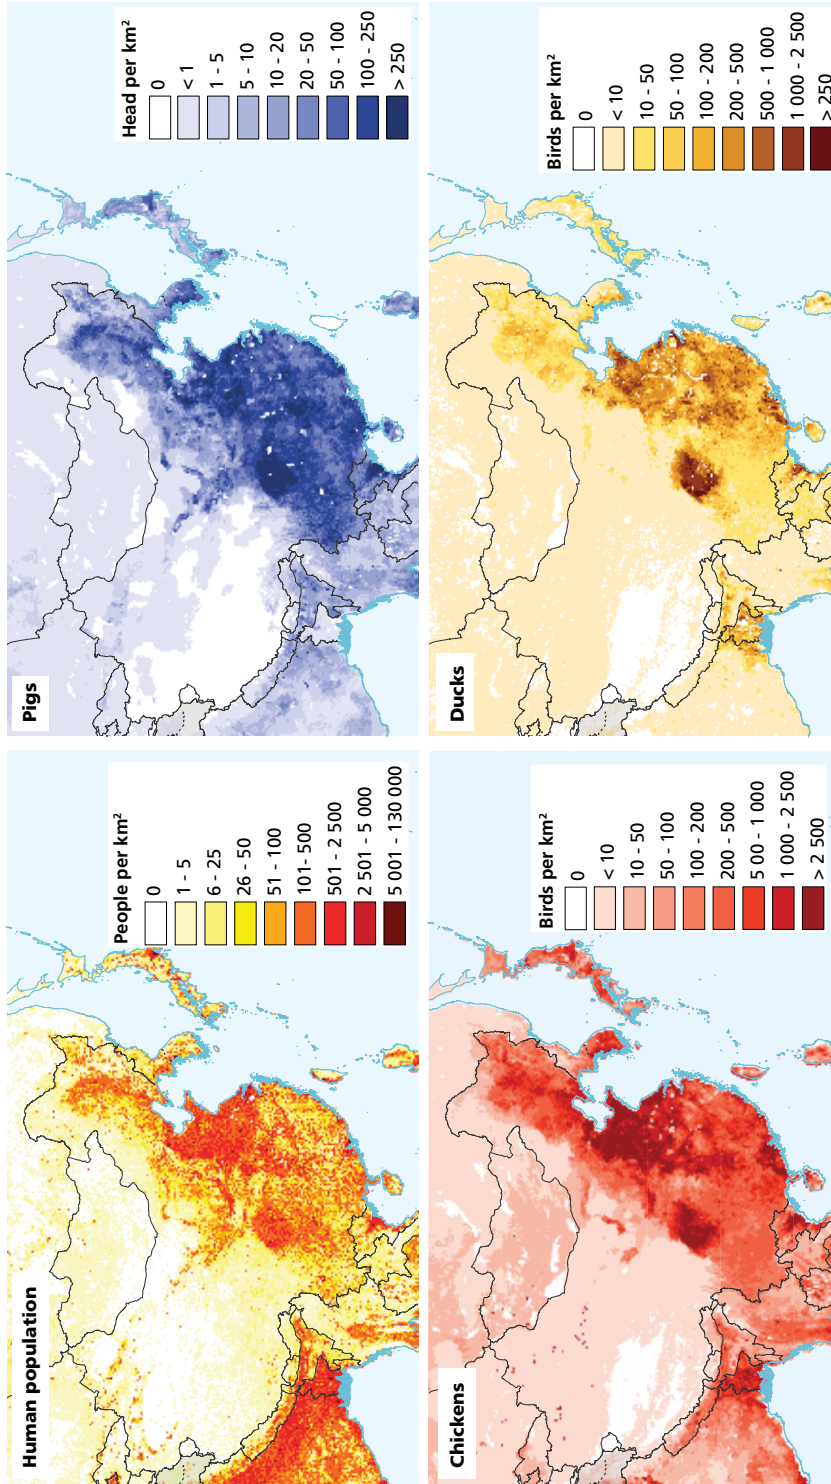 Human population
People per km²
0
1 - 5
6 - 25
26 - 50
51 - 100
101- 500
501 - 2 500
2 501 - 5 000
5 001 - 130 000
Pigs
Head per km²
0
< 1
1 - 5
5 - 10
10 - 20
20 - 50
50 - 100
100 - 250
> 250
Chickens
Birds per km²
0
< 10
10 - 50
50 - 100
100 - 200
200 - 500
5 00 - 1 000
1 000 - 2 500
> 2 500
Ducks
Birds per km²
0
< 10
10 - 50
50 - 100
100 - 200
200 - 500
500 - 1 000
1 000 - 2 500
> 250